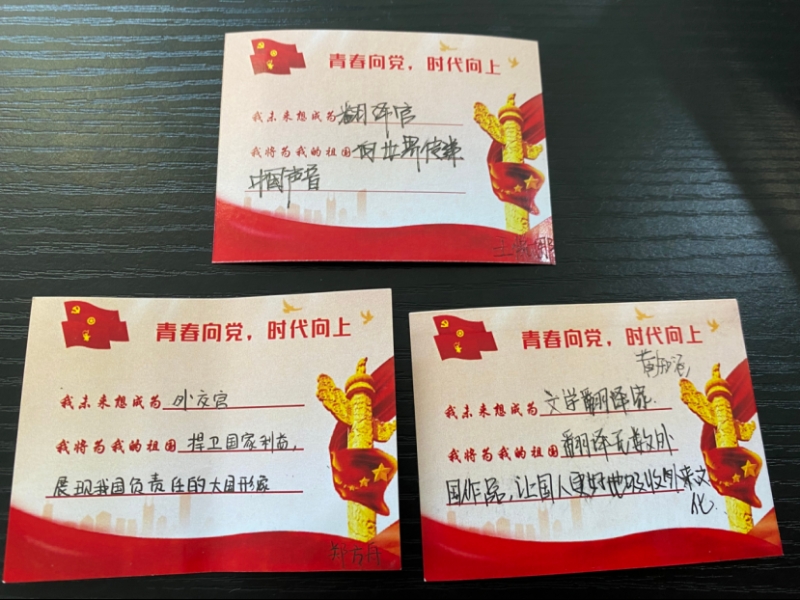 青春向党，时代向上
我未来想成为翻译官
我将为我的祖国向世界传递
中国声音
青春向党，时代向上
我未来想成为外交官
我将为我的祖国捍卫国家利益，
展现我国负责任的大国形象
青春向党，时代向上
我未来想成为文学翻译家.
我将为我的祖国翻译无数外
国作品，让国人更好地吸收外来文
化.